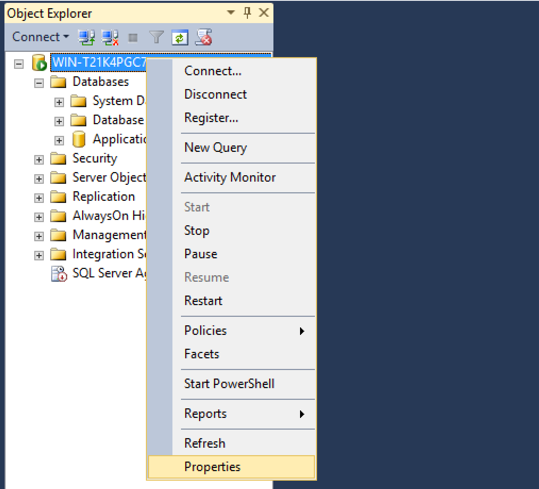 Object Explorer
Connect
WIN-T21K4PGC7
Databases
System D
Database
Applicatio
Security
Server Object
Replication
AlwaysOn Hi
Management
Integration Se
SQL Server Ag
Connect...
Disconnect
Register...
New Query
Activity Monitor
Start
Stop
Pause
Resume
Restart
Policies
Facets
Start PowerShell
Reports
Refresh
Properties